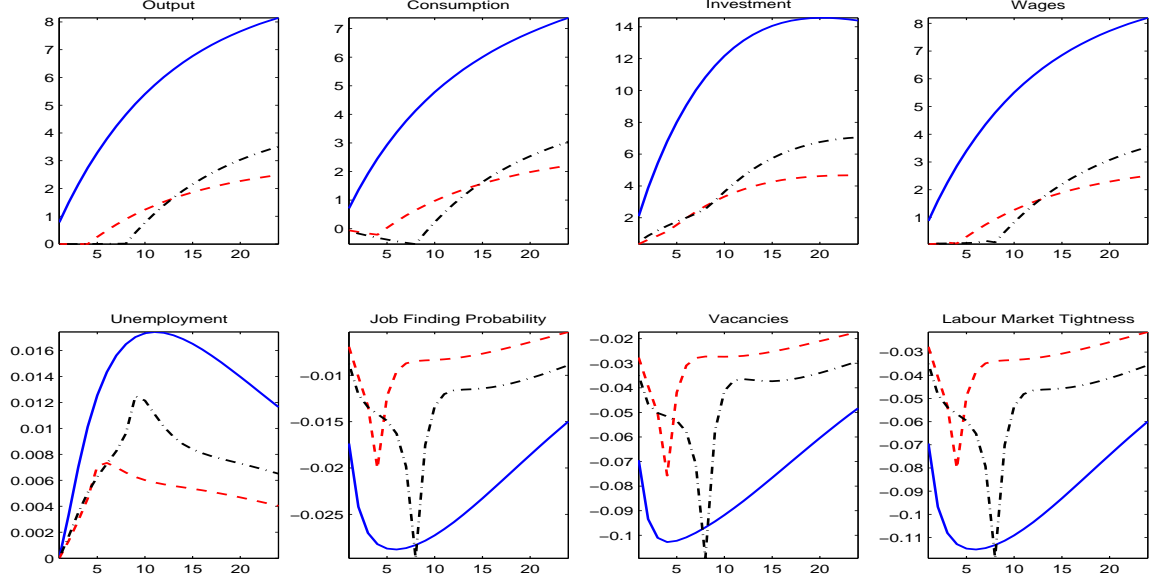 Output Consumption Investment Wages
8 7 14 8
7 6 12 7
6 5 10 6
5 4 8 5
4 3 6 4
3 2 4 3
2 1 2 2
1 0 1
0
5 10 15 20 5 10 15 20 5 10 15 20 5 10 15 20
Unemployment Job Finding Probability Vacancies Labour Market Tightness
0.016 −0.01 −0.02 −0.03
0.014 −0.015 −0.03 −0.04
0.012 −0.02 −0.04 −0.05
0.01 −0.025 −0.05 −0.06
0.008 −0.06 −0.07
0.006 −0.07 −0.08
0.004 −0.08 −0.09
0.002 −0.09 −0.1
0 −0.1 −0.11
5 10 15 20 5 10 15 20 5 10 15 20 5 10 15 20